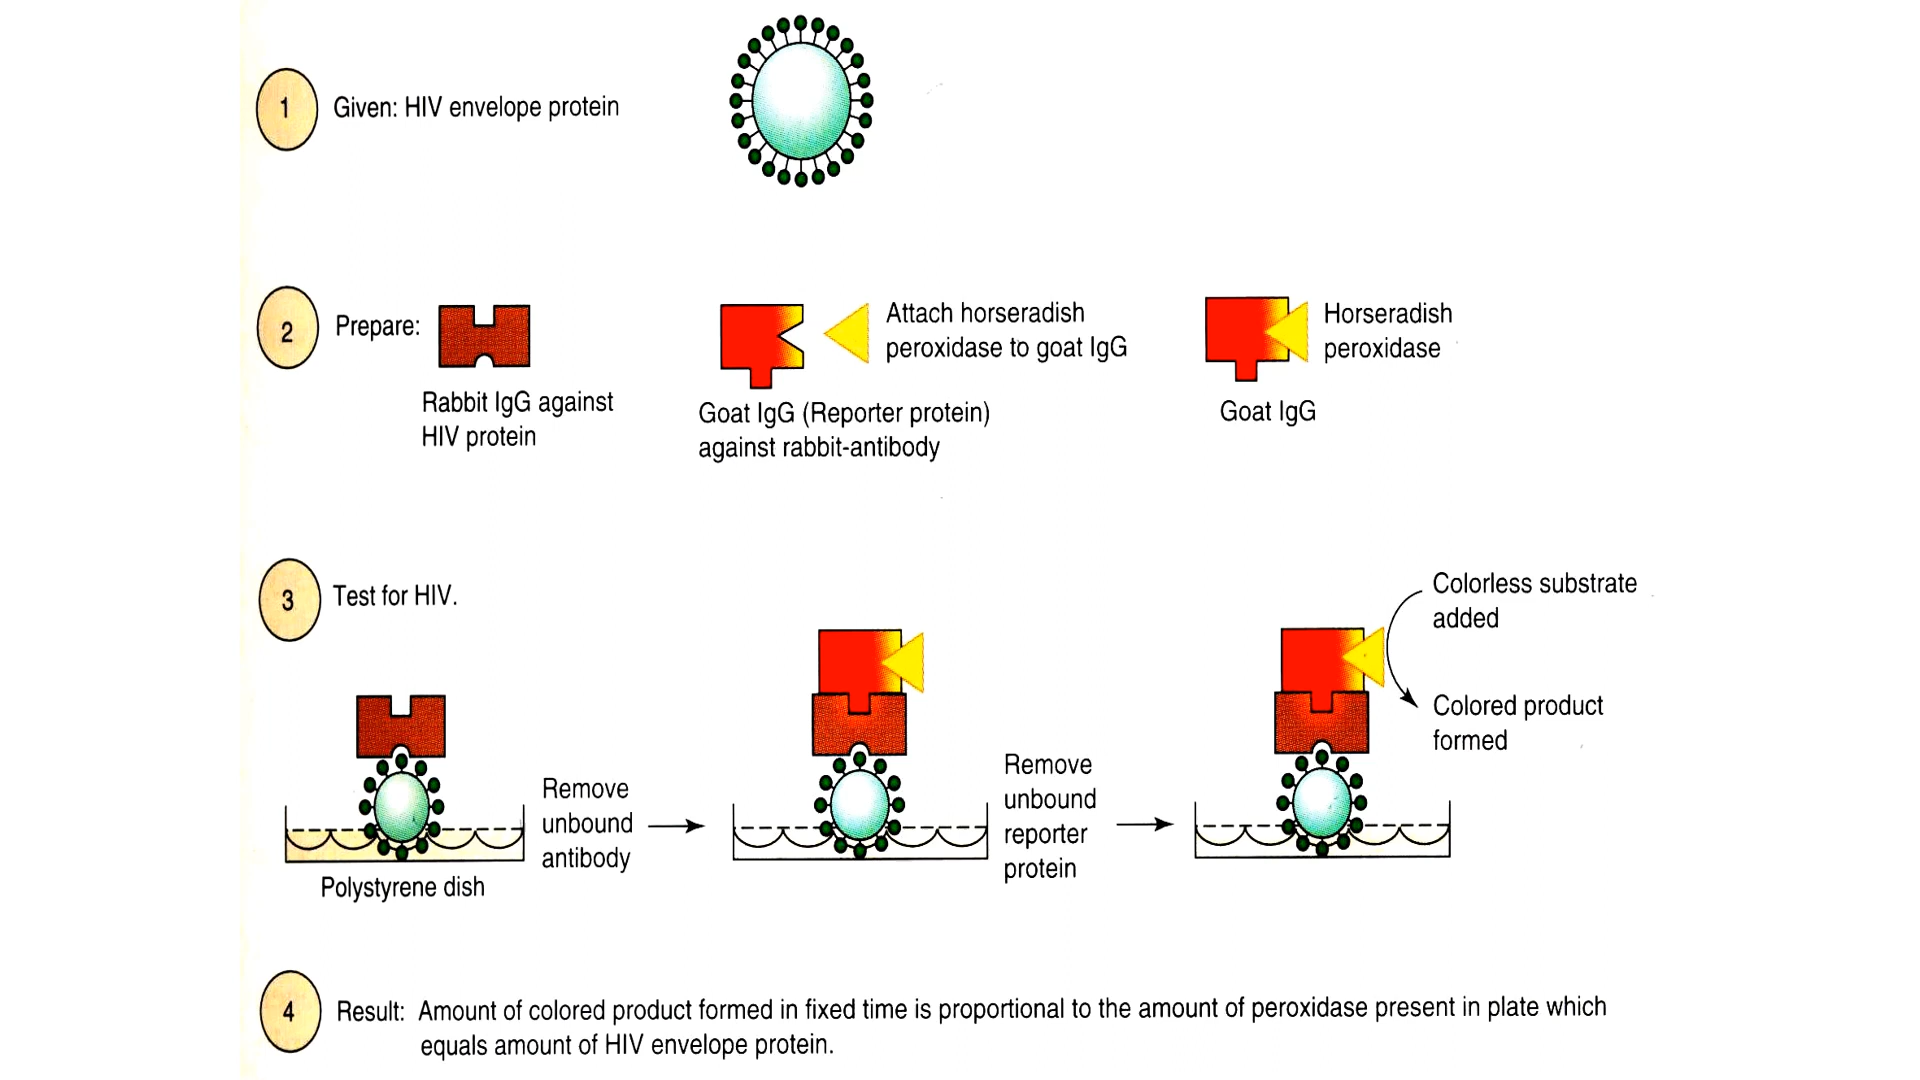 1
Given: HIV envelope protein
2
Prepare:
Rabbit IgG against
HIV protein
Goat IgG (Reporter protein)
against rabbit-antibody
Attach horseradish
peroxidase to goat IgG
Horseradish
peroxidase
Goat IgG
3
Test for HIV.
Polystyrene dish
Remove
unbound
antibody
Remove
unbound
reporter
protein
Colorless substrate
added
Colored product
formed
4
Result: Amount of colored product formed in fixed time is proportional to the amount of peroxidase present in plate which
equals amount of HIV envelope protein.